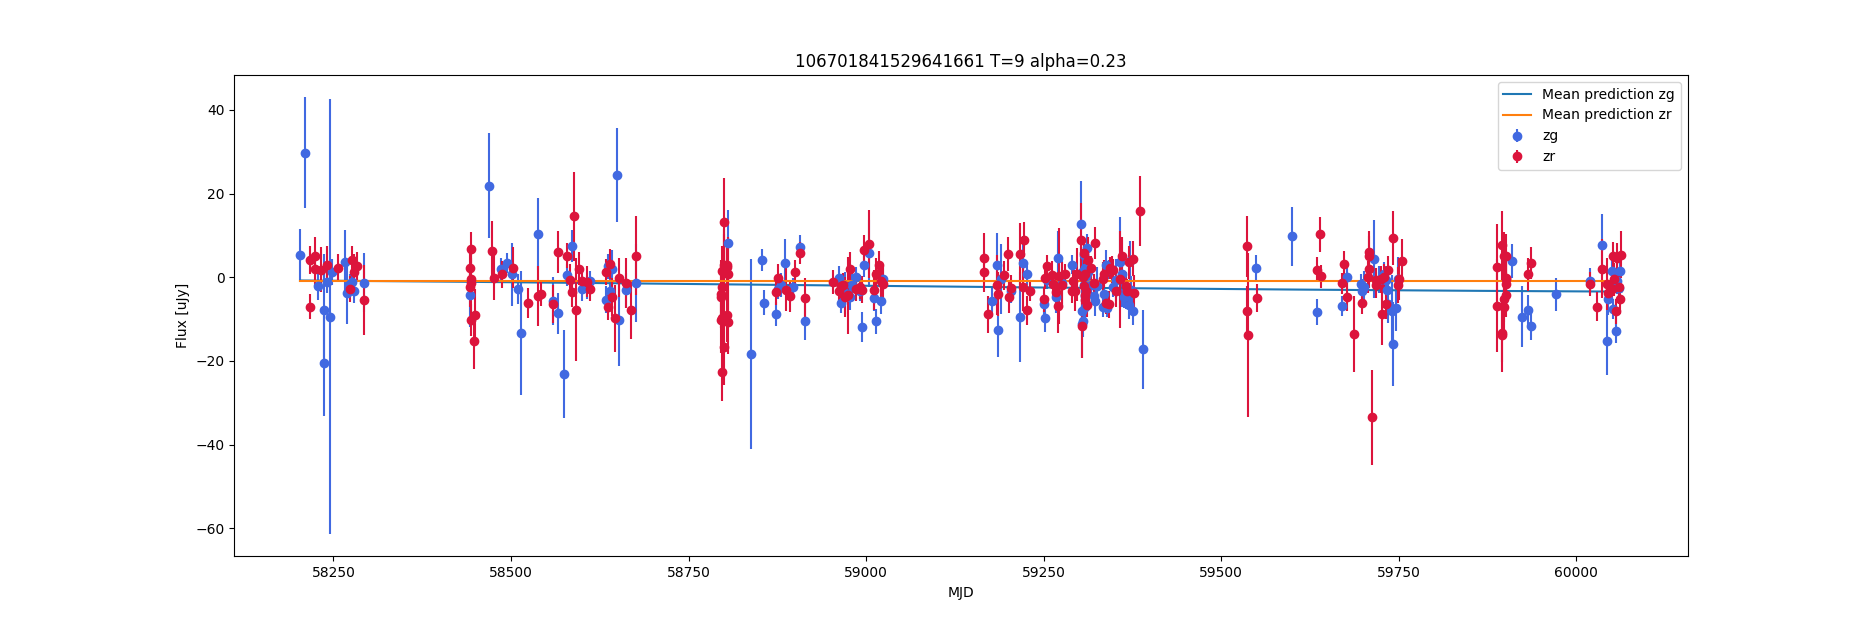 106701841529641661 T=9 alpha=0.23
Mean prediction zg
Mean prediction zr
zg
zr
40
20
0
−20
−40
−60
Flux [uJy]
58250 58500 58750 59000 59250 59500 59750 60000
MJD